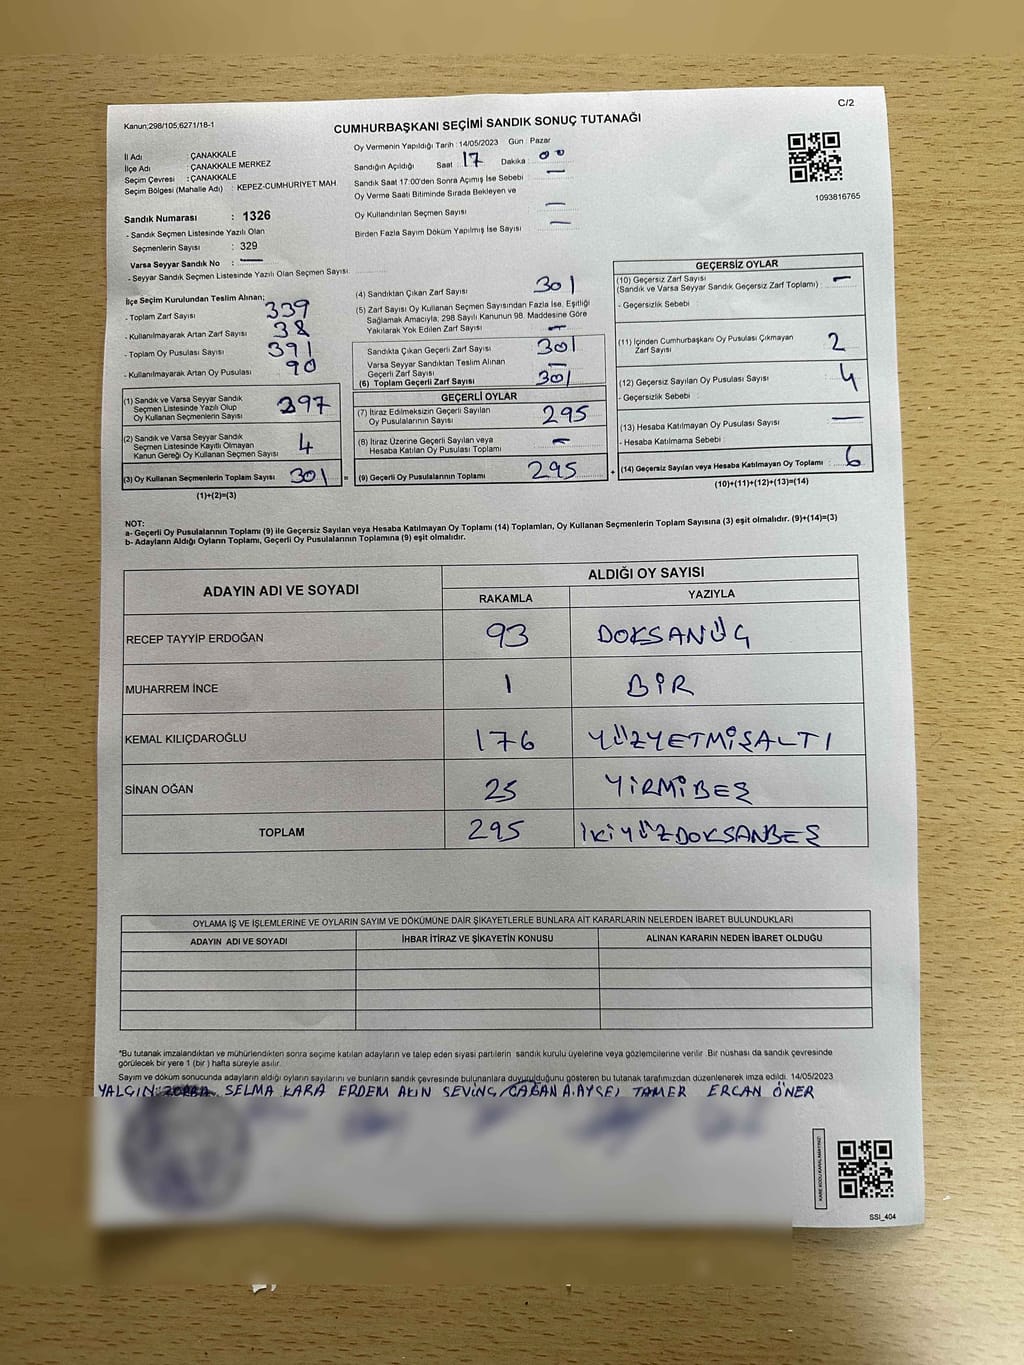 C/2
Kanun;298/105;6271/18-1
CUMHURBAŞKANI SEÇİMİ SANDIK SONUÇ TUTANAĞI
İl Adı : ÇANAKKALE
İlçe Adı : ÇANAKKALE MERKEZ
Seçim Çevresi : ÇANAKKALE
Seçim Bölgesi (Mahalle Adı) : KEPEZ-CUMHURIYET MAH
Sandık Numarası : 1326
- Sandık Seçmen Listesinde Yazılı Olan
Seçmenlerin Sayısı : 329
Varsa Seyyar Sandık No : —
- Seyyar Sandık Seçmen Listesinde Yazılı Olan Seçmen Sayısı
Oy Vermenin Yapıldığı Tarih : 14/05/2023 Gün : Pazar
Sandığın Açıldığı Saat : 17 Dakika : 00
Sandık Saat 17:00'den Sonra Açımış İse Sebebi : —
Oy Verme Saati Bitiminde Sırada Bekleyen ve
Oy Kullandırılan Seçmen Sayısı : —
Birden Fazla Sayım Döküm Yapılmış İse Sayısı : —
1093816765
İlçe Seçim Kurulundan Teslim Alınan;
- Toplam Zarf Sayısı : 339
- Kullanılmayarak Artan Zarf Sayısı : 38
- Toplam Oy Pusulası Sayısı : 391
- Kullanılmayarak Artan Oy Pusulası : 90
(1) Sandık ve Varsa Seyyar Sandık
Seçmen Listesinde Yazılı Olup
Oy Kullanan Seçmenlerin Sayısı : 297
(2) Sandık ve Varsa Seyyar Sandık
Seçmen Listesinde Kayıtlı Olmayan
Kanun Gereği Oy Kullanan Seçmen Sayısı : 4
(3) Oy Kullanan Seçmenlerin Toplam Sayısı : 301
(1)+(2)=(3)
(4) Sandıktan Çıkan Zarf Sayısı : 301
(5) Zarf Sayısı Oy Kullanan Seçmen Sayısından Fazla İse, Eşitliği
Sağlamak Amacıyla, 298 Sayılı Kanunun 98. Maddesine Göre
Yakılarak Yok Edilen Zarf Sayısı : —
Sandıkta Çıkan Geçerli Zarf Sayısı : 301
Varsa Seyyar Sandıktan Teslim Alınan
Geçerli Zarf Sayısı : —
(6) Toplam Geçerli Zarf Sayısı : 301
GEÇERLİ OYLAR
(7) İtiraz Edilmeksizin Geçerli Sayılan
Oy Pusulalarının Sayısı : 295
(8) İtiraz Üzerine Geçerli Sayılan veya
Hesaba Katılan Oy Pusulası Toplamı : —
(9) Geçerli Oy Pusulalarının Toplamı : 295
GEÇERSİZ OYLAR
(10) Geçersiz Zarf Sayısı
(Sandık ve Varsa Seyyar Sandık Geçersiz Zarf Toplamı) : —
- Geçersizlik Sebebi :
(11) İçinden Cumhurbaşkanı Oy Pusulası Çıkmayan
Zarf Sayısı : 2
(12) Geçersiz Sayılan Oy Pusulası Sayısı : 4
- Geçersizlik Sebebi :
(13) Hesaba Katılmayan Oy Pusulası Sayısı : —
- Hesaba Katılmama Sebebi :
(14) Geçersiz Sayılan veya Hesaba Katılmayan Oy Toplamı : 6
(10)+(11)+(12)+(13)=(14)
NOT:
a- Geçerli Oy Pusulalarının Toplamı (9) ile Geçersiz Sayılan veya Hesaba Katılmayan Oy Toplamı (14) Toplamları, Oy Kullanan Seçmenlerin Toplam Sayısına (3) eşit olmalıdır. (9)+(14)=(3)
b- Adayların Aldığı Oyların Toplamı, Geçerli Oy Pusulalarının Toplamına (9) eşit olmalıdır.
ADAYIN ADI VE SOYADI ALDIĞI OY SAYISI
RAKAMLA YAZIYLA
RECEP TAYYİP ERDOĞAN 93 DOKSANÜÇ
MUHARREM İNCE 1 BİR
KEMAL KILIÇDAROĞLU 176 YÜZYETMİŞALTI
SİNAN OĞAN 25 YİRMİBEŞ
TOPLAM 295 İKİYÜZDOKSANBEŞ
OYLAMA İŞ VE İŞLEMLERİNE VE OYLARIN SAYIM VE DÖKÜMÜNE DAİR ŞİKAYETLERLE BUNLARA AİT KARARLARIN NELERDEN İBARET BULUNDUKLARI
ADAYIN ADI VE SOYADI İHBAR İTİRAZ VE ŞİKAYETİN KONUSU ALINAN KARARIN NEDEN İBARET OLDUĞU
"Bu tutanak imzalandıktan ve mühürlendikten sonra seçime katılan adayların ve talep eden siyasi partilerin sandık kurulu üyelerine veya gözlemcilerine verilir. Bir nüshası da sandık çevresinde
görülecek bir yere 1 (bir) hafta süreyle asılır.
Sayım ve döküm sonucunda adayların aldığı oyların sayılarını ve bunların sandık çevresinde bulunanlara duyurulduğunu gösteren bu tutanak tarafımızdan düzenlenerek imza edildi. 14/05/2023
YALÇIN SELMA KARA ERDEM AKIN SEVİNÇ ÇAĞAN A.AYSEL TAMER ERCAN ÖNER
SSI_404